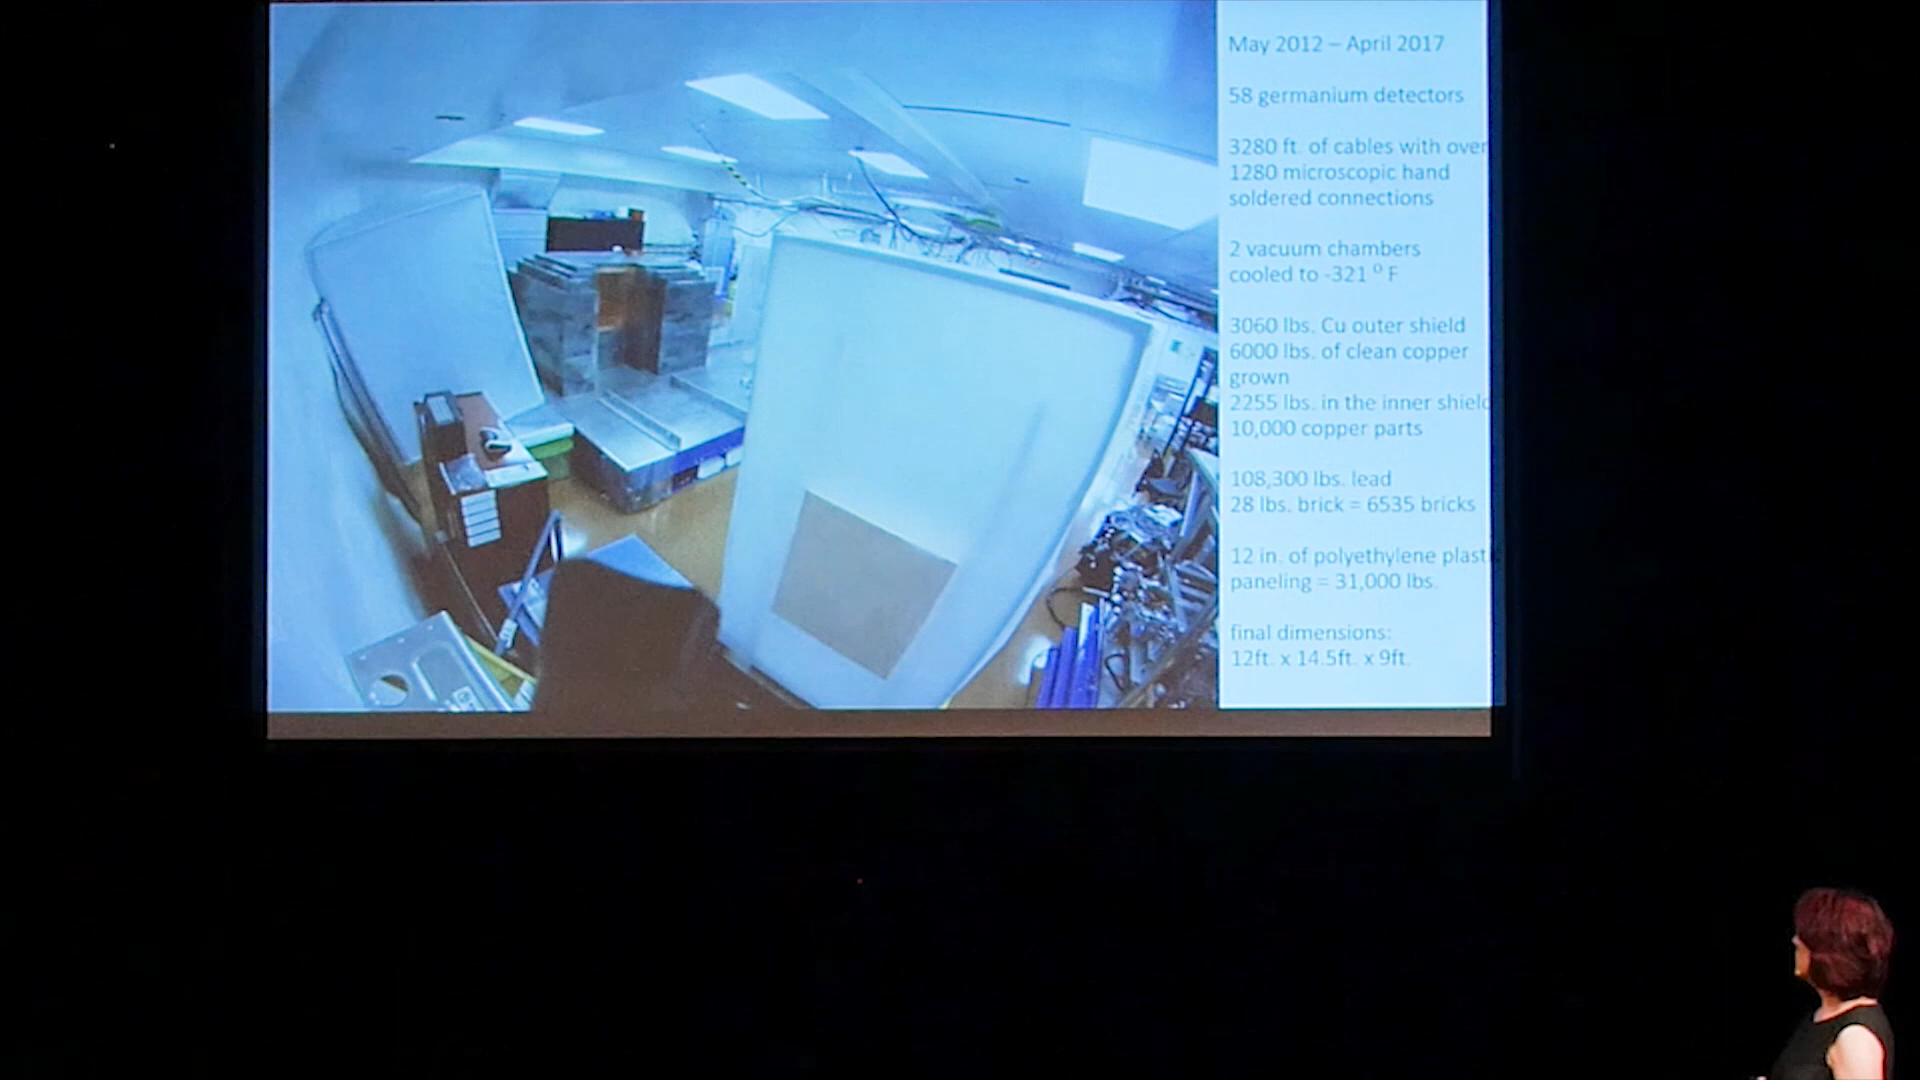 May 2012 – April 2017
58 germanium detectors
3280 ft. of cables with over
1280 microscopic hand
soldered connections
2 vacuum chambers
cooled to -321 ⁰ F
3060 lbs. Cu outer shield
6000 lbs. of clean copper
grown
2255 lbs. in the inner shield
10,000 copper parts
108,300 lbs. lead
28 lbs. brick = 6535 bricks
12 in. of polyethylene plastic
paneling = 31,000 lbs.
final dimensions:
12ft. x 14.5ft. x 9ft.